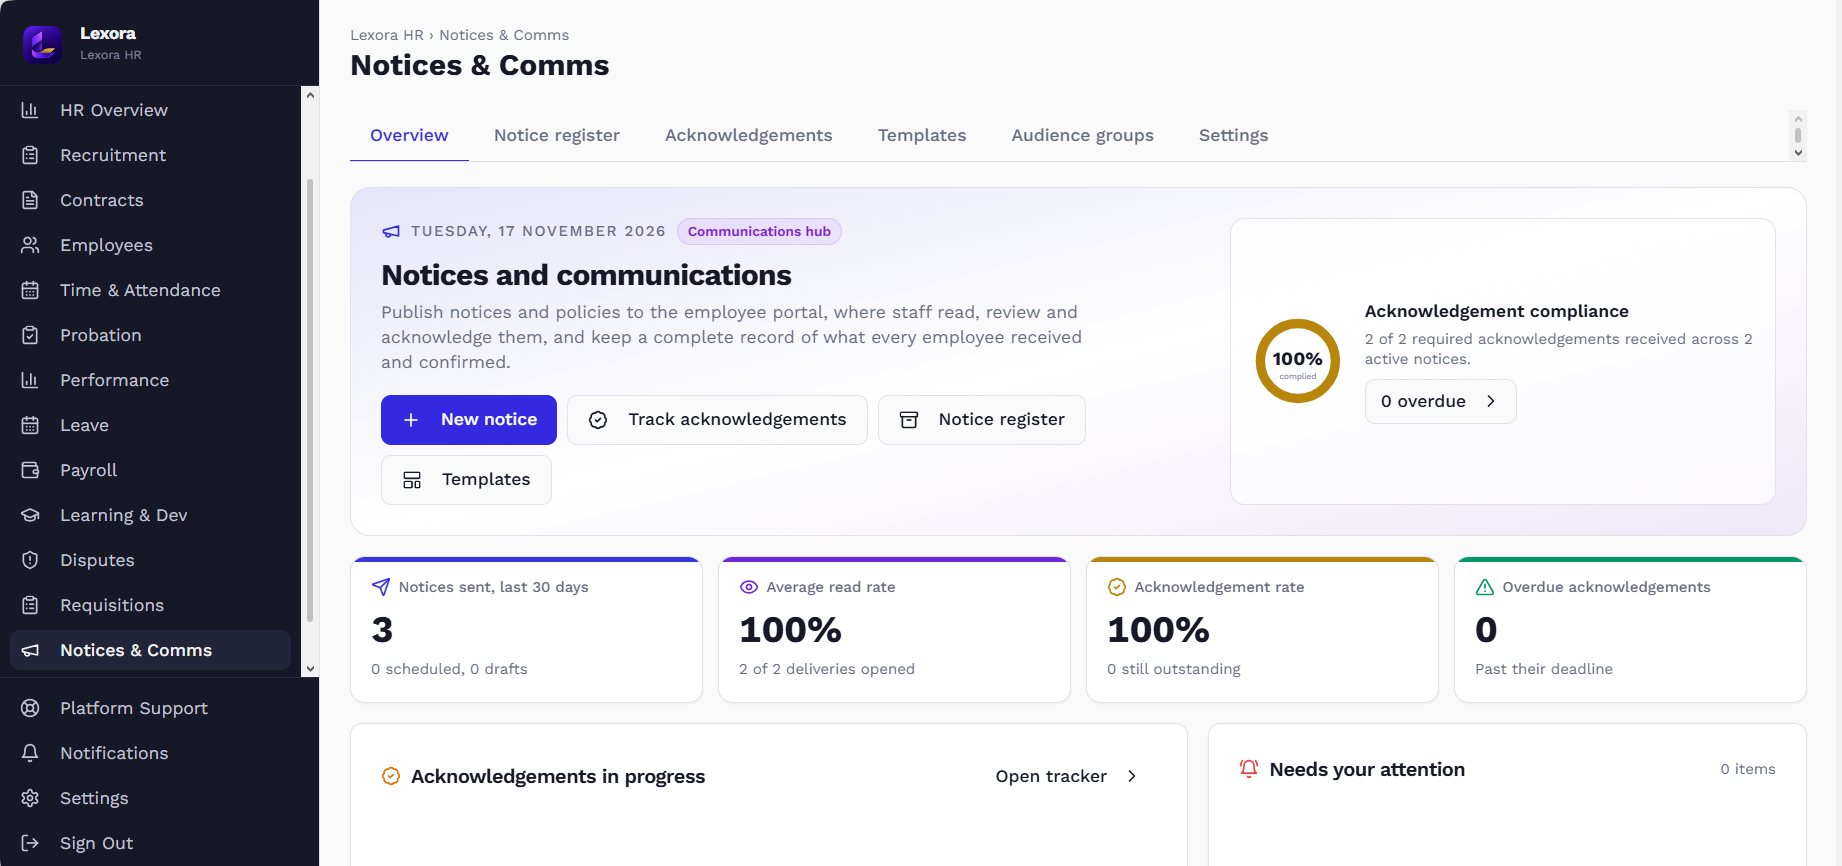 Lexora
Lexora HR
HR Overview
Recruitment
Contracts
Employees
Time & Attendance
Probation
Performance
Leave
Payroll
Learning & Dev
Disputes
Requisitions
Notices & Comms
Platform Support
Notifications
Settings
Sign Out
Lexora HR › Notices & Comms
Notices & Comms
Overview Notice register Acknowledgements Templates Audience groups Settings
TUESDAY, 17 NOVEMBER 2026 Communications hub
Notices and communications
Publish notices and policies to the employee portal, where staff read, review and
acknowledge them, and keep a complete record of what every employee received
and confirmed.
New notice Track acknowledgements Notice register
Templates
100%
complied
Acknowledgement compliance
2 of 2 required acknowledgements received across 2
active notices.
0 overdue
Notices sent, last 30 days
3
0 scheduled, 0 drafts
Average read rate
100%
2 of 2 deliveries opened
Acknowledgement rate
100%
0 still outstanding
Overdue acknowledgements
0
Past their deadline
Acknowledgements in progress Open tracker
Needs your attention 0 items